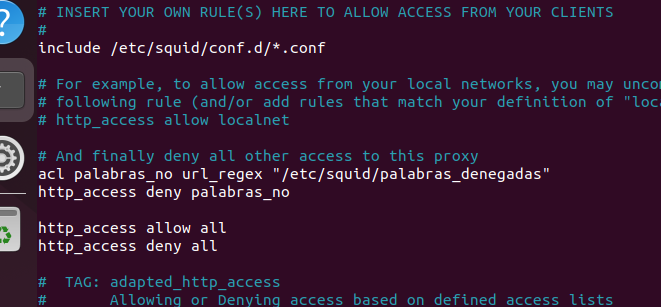 # INSERT YOUR OWN RULE(S) HERE TO ALLOW ACCESS FROM YOUR CLIENTS
#
include /etc/squid/conf.d/*.conf
# For example, to allow access from your local networks, you may
# following rule (and/or add rules that match your definition of
# http_access allow localnet
# And finally deny all other access to this proxy
acl palabras_no url_regex "/etc/squid/palabras_denegadas"
http_access deny palabras_no
http_access allow all
http_access deny all
#  TAG: adapted_http_access
#       Allowing or Denying access based on defined access lists